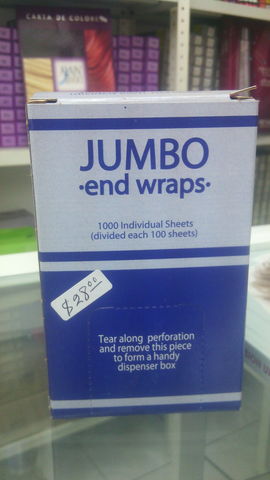 CARTA DE COLORES
JUMBO
·end wraps·
1000 Individual Sheets
(divided each 100 sheets)
$28.00
Tear along perforation
and remove this piece
to form a handy
dispenser box